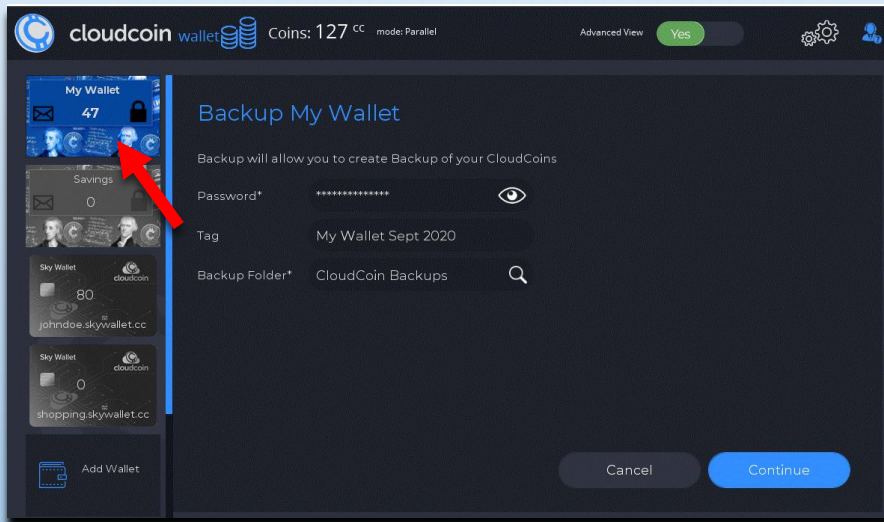 cloudcoin wallet Coins: 127 cc mode: Parallel Advanced View Yes
My Wallet
47
Savings
0
Sky Wallet
cloudcoin
80
johndoe.skywallet.cc
Sky Wallet
cloudcoin
0
shopping.skywallet.cc
Add Wallet
Backup My Wallet
Backup will allow you to create Backup of your CloudCoins
Password* **************
Tag My Wallet Sept 2020
Backup Folder* CloudCoin Backups
Cancel Continue